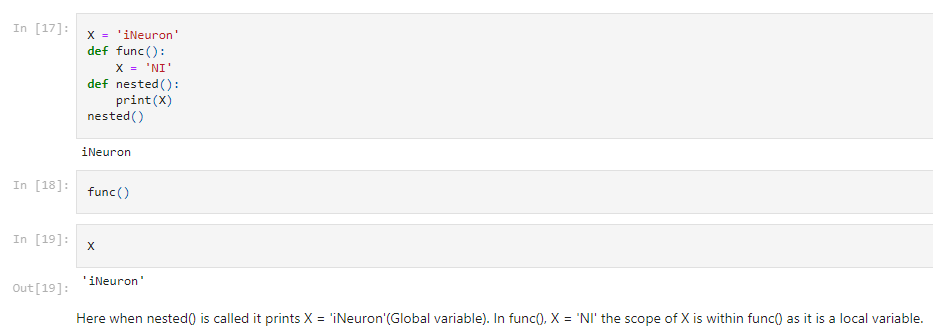 In [17]:
X = 'iNeuron'
def func():
    X = 'NI'
def nested():
    print(X)
nested()
iNeuron
In [18]:
func()
In [19]:
X
Out[19]:
'iNeuron'
Here when nested() is called it prints X = 'iNeuron'(Global variable). In func(), X = 'NI' the scope of X is within func() as it is a local variable.